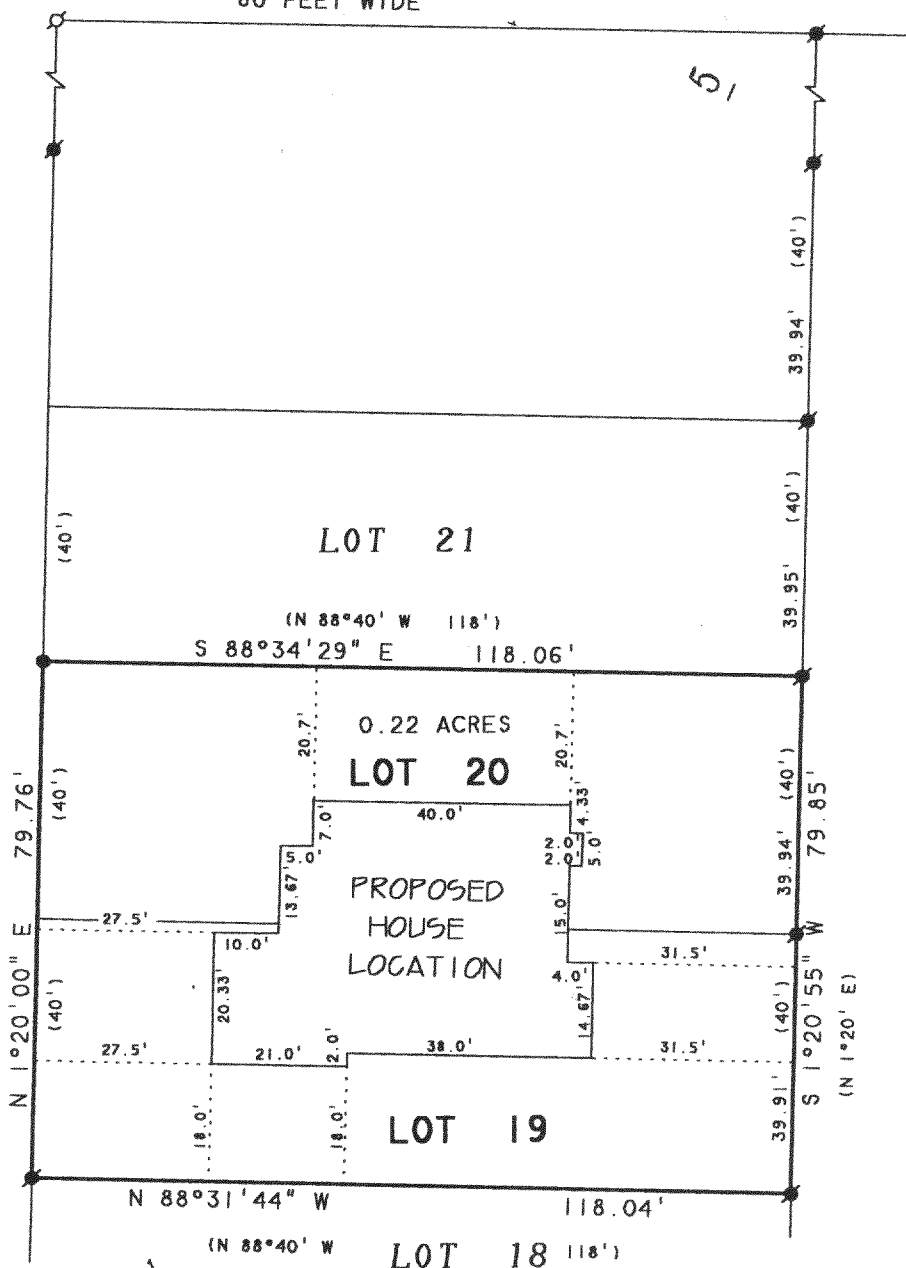 60 FEET WIDE
5,
(40')
39.94'
(40')
LOT 21
(40')
39.95'
(N 88°40' W 118')
S 88°34'29" E 118.06'
20.7'
0.22 ACRES
20.7'
LOT 20
(40')
79.76'
(40')
79.85'
39.94'
7.0'
40.0'
4.33'
5.0'
2.0'
2.0'
5.0'
13.67'
PROPOSED
HOUSE
LOCATION
15.0'
27.5'
10.0'
31.5'
4.0'
N 1°20'00" E
(40')
20.33'
14.67'
(40')
S 1°20'55" W
(N 1°20' E)
27.5'
21.0'
2.0'
38.0'
31.5'
18.0'
18.0'
LOT 19
39.91'
N 88°31'44" W 118.04'
(N 88°40' W 118')
LOT 18